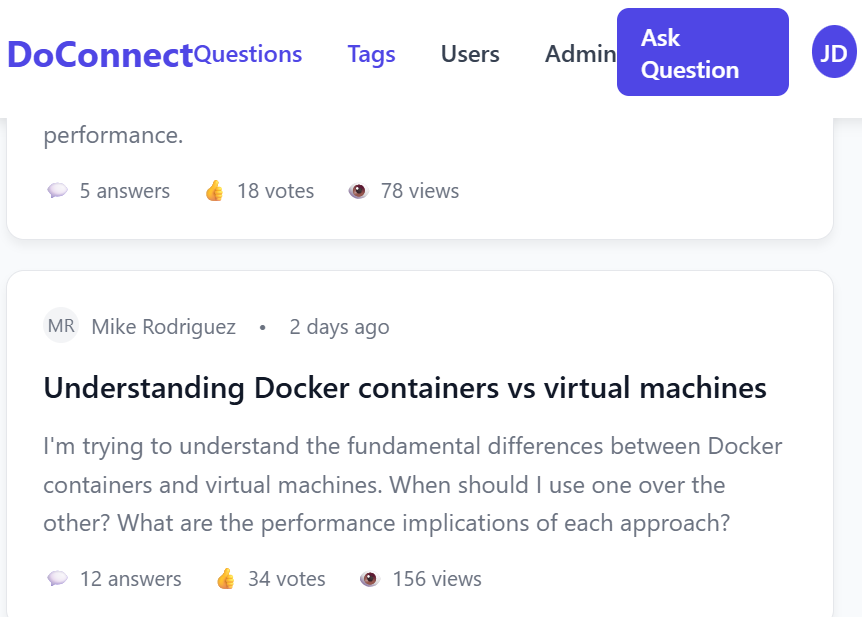 DoConnect Questions Tags Users Admin Ask Question JD
performance.
5 answers 18 votes 78 views
MR Mike Rodriguez • 2 days ago
Understanding Docker containers vs virtual machines
I'm trying to understand the fundamental differences between Docker
containers and virtual machines. When should I use one over the
other? What are the performance implications of each approach?
12 answers 34 votes 156 views